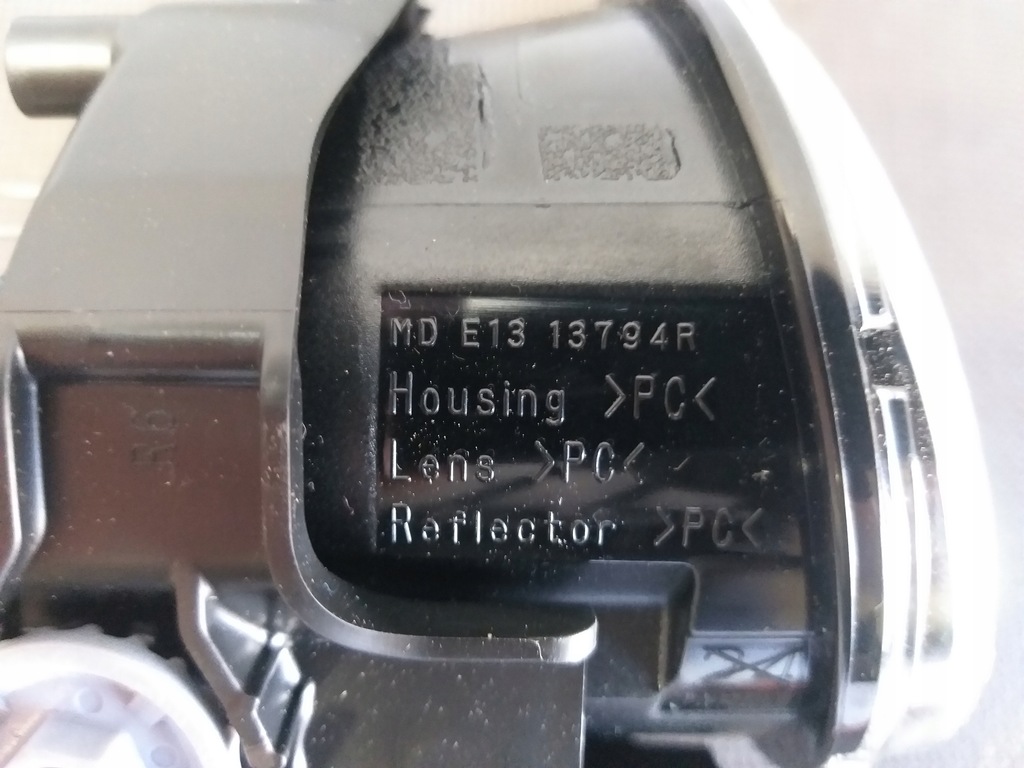 MD E13 13794R
Housing >PC<
Lens >PC<
Reflector >PC<